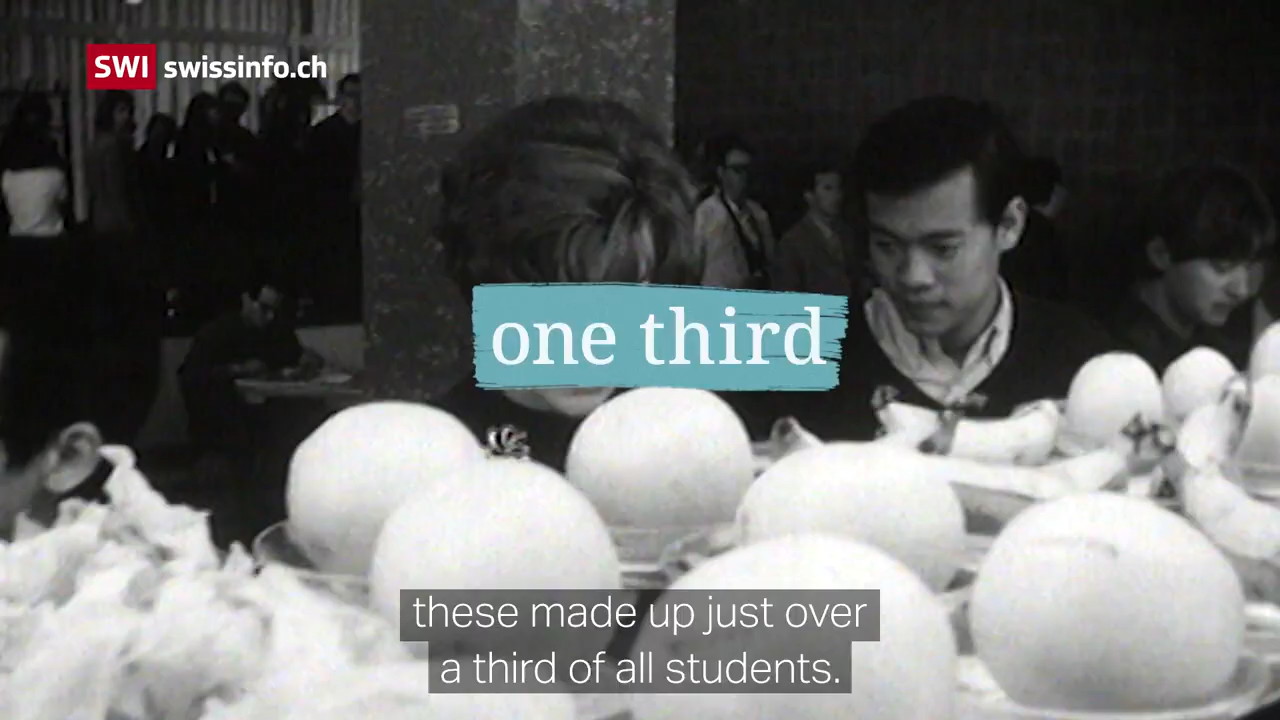 SWI swissinfo.ch
one third
these made up just over
a third of all students.